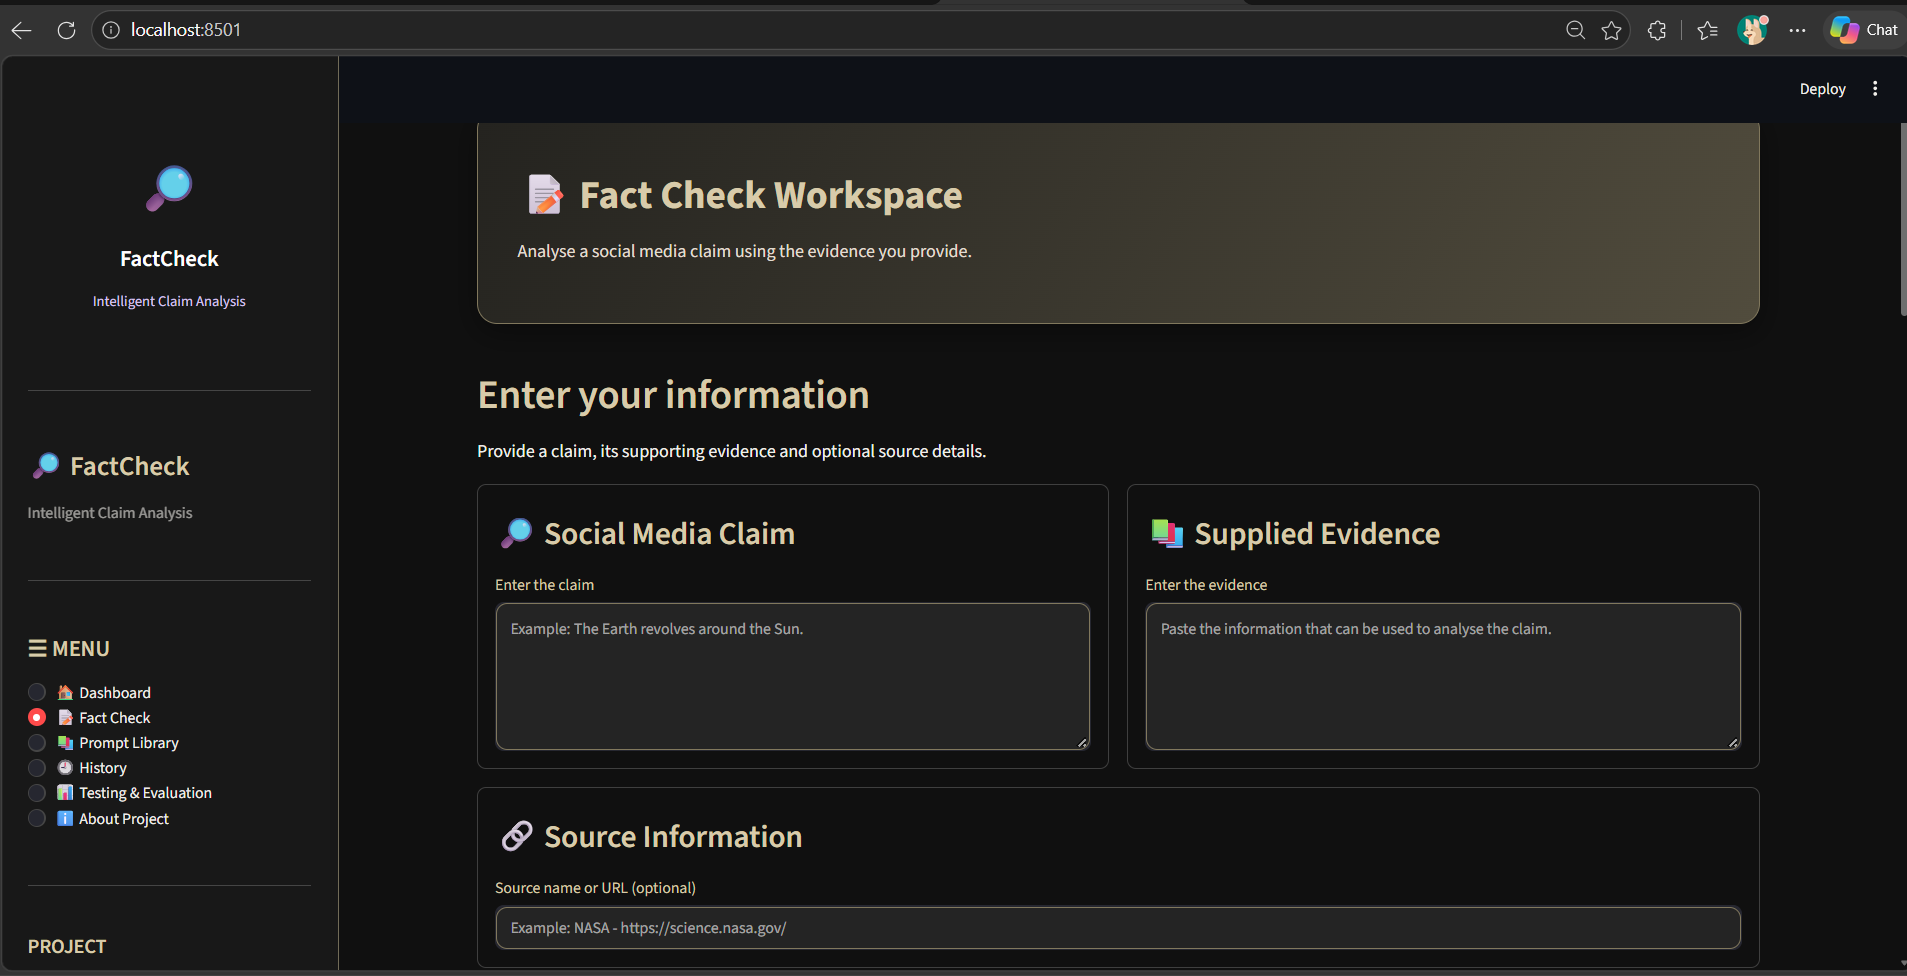 localhost:8501
Chat
Deploy
FactCheck
Intelligent Claim Analysis
FactCheck
Intelligent Claim Analysis
☰ MENU
Dashboard
Fact Check
Prompt Library
History
Testing & Evaluation
About Project
PROJECT
Fact Check Workspace
Analyse a social media claim using the evidence you provide.
Enter your information
Provide a claim, its supporting evidence and optional source details.
Social Media Claim
Enter the claim
Example: The Earth revolves around the Sun.
Supplied Evidence
Enter the evidence
Paste the information that can be used to analyse the claim.
Source Information
Source name or URL (optional)
Example: NASA - https://science.nasa.gov/